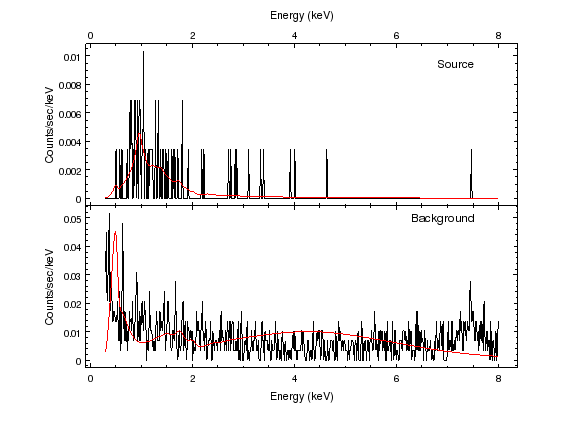 Energy (keV)
0 2 4 6 8
0.01
Source
0.008
0.006
Counts/sec/keV
0.004
0.002
0
0.05
Background
0.04
0.03
Counts/sec/keV
0.02
0.01
0
0 2 4 6 8
Energy (keV)